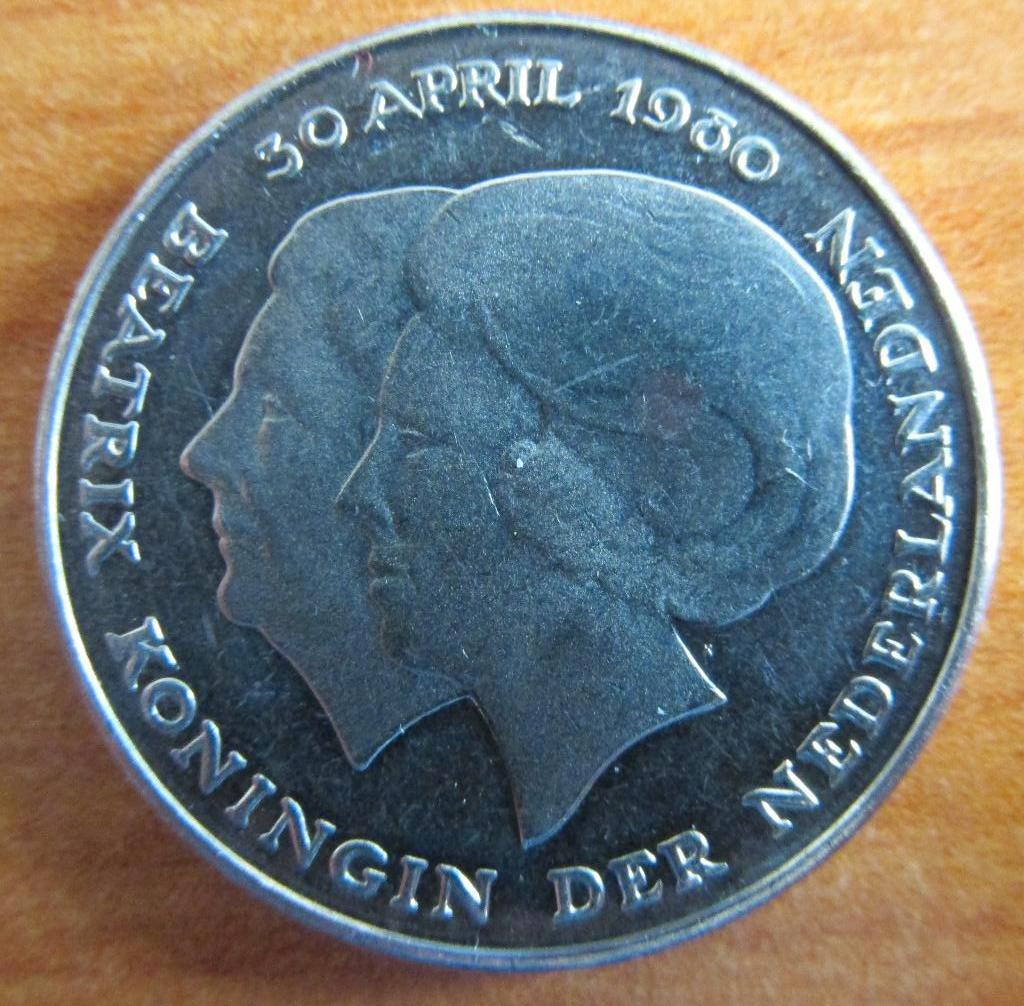 30 APRIL 1980
BEATRIX KONINGIN DER NEDERLANDEN